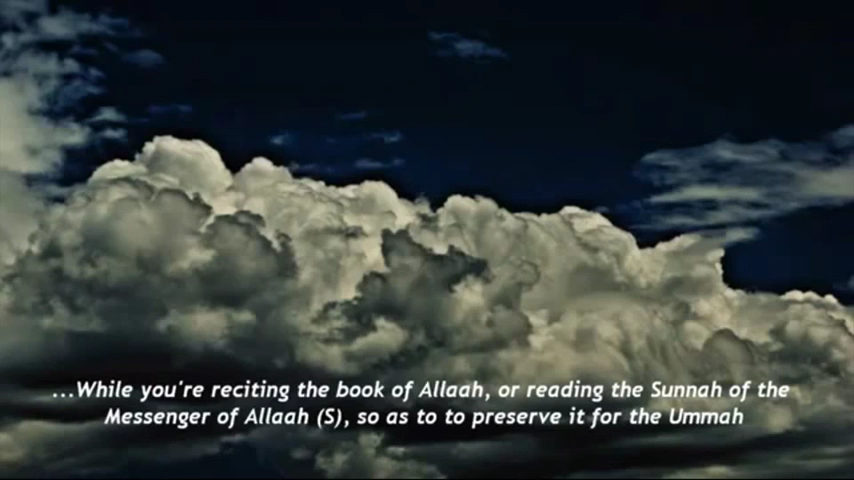 ...While you're reciting the book of Allaah, or reading the Sunnah of the
Messenger of Allaah (S), so as to to preserve it for the Ummah